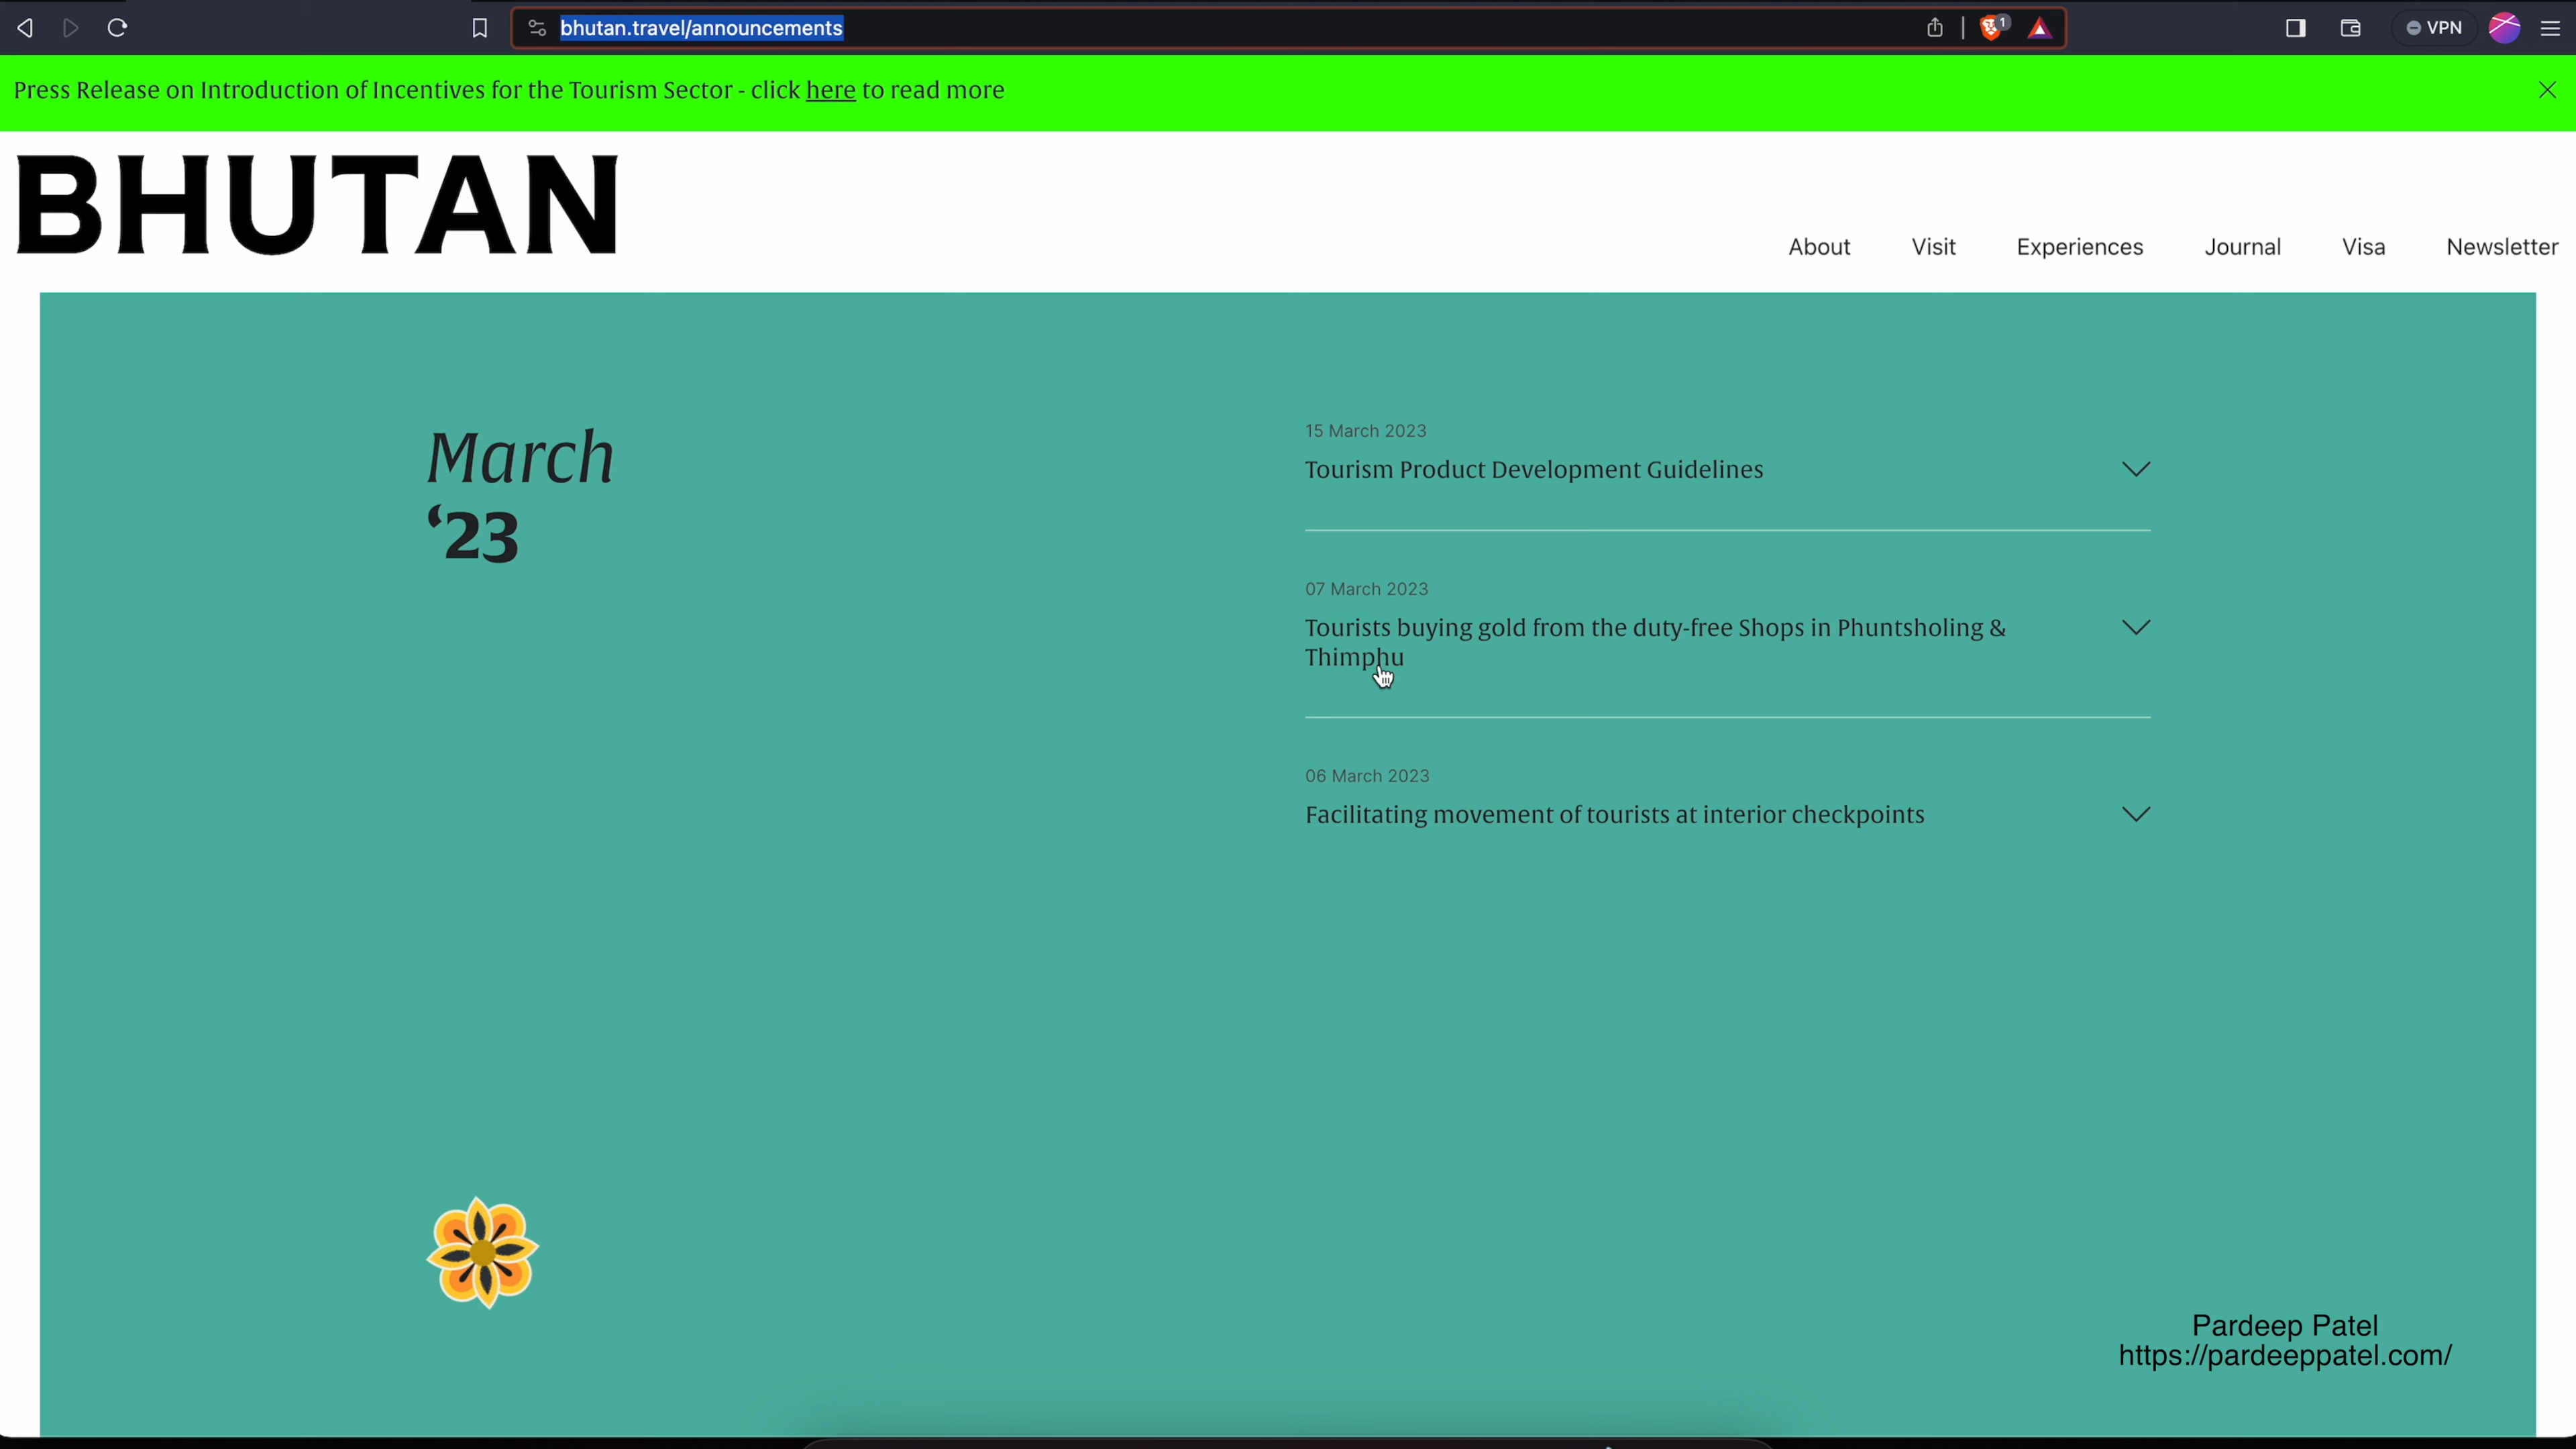 bhutan.travel/announcements
1
VPN
Press Release on Introduction of Incentives for the Tourism Sector - click here to read more
BHUTAN
About Visit Experiences Journal Visa Newsletter
March
‘23
15 March 2023
Tourism Product Development Guidelines
07 March 2023
Tourists buying gold from the duty-free Shops in Phuntsholing &
Thimphu
06 March 2023
Facilitating movement of tourists at interior checkpoints
Pardeep Patel
https://pardeeppatel.com/